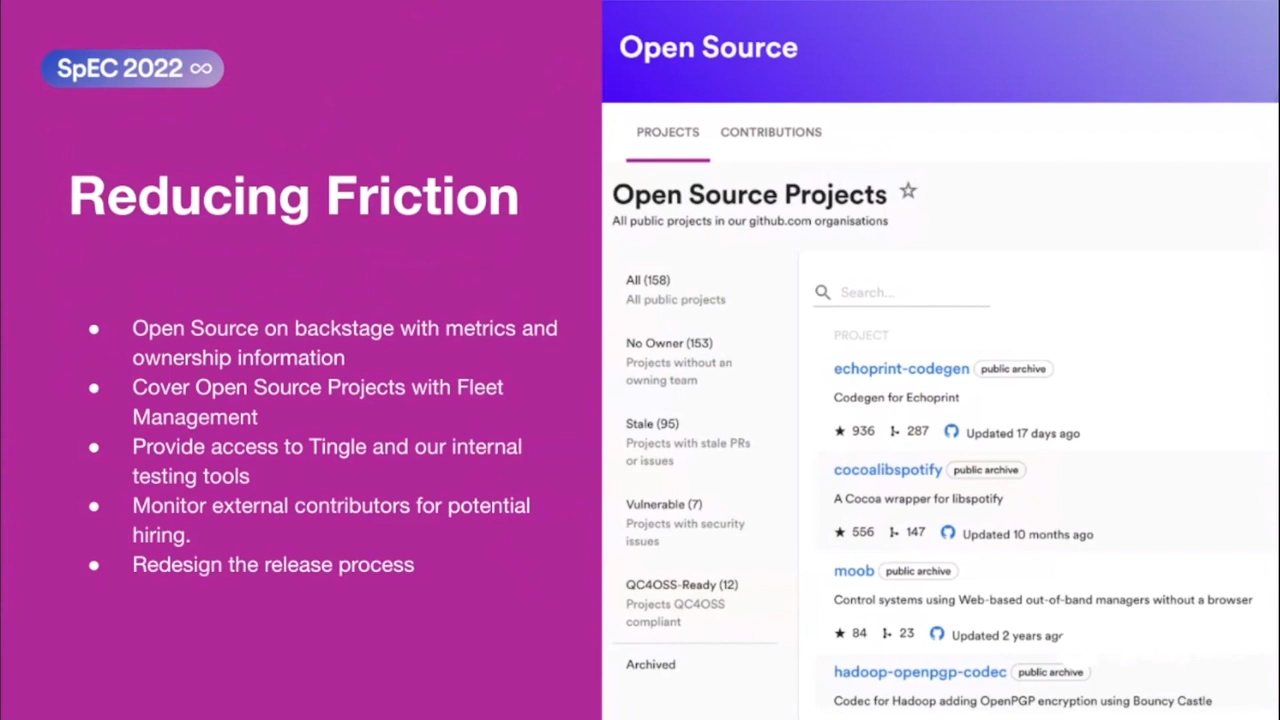 SpEC 2022 ∞
Reducing Friction
● Open Source on backstage with metrics and
ownership information
● Cover Open Source Projects with Fleet
Management
● Provide access to Tingle and our internal
testing tools
● Monitor external contributors for potential
hiring.
● Redesign the release process
Open Source
PROJECTS CONTRIBUTIONS
Open Source Projects ☆
All public projects in our github.com organisations
All (158)
All public projects
No Owner (153)
Projects without an
owning team
Stale (95)
Projects with stale PRs
or issues
Vulnerable (7)
Projects with security
issues
QC4OSS-Ready (12)
Projects QC4OSS
compliant
Archived
Search...
PROJECT
echoprint-codegen public archive
Codegen for Echoprint
★ 936 287 Updated 17 days ago
cocoalibspotify public archive
A Cocoa wrapper for libspotify
★ 556 147 Updated 10 months ago
moob public archive
Control systems using Web-based out-of-band managers without a browser
★ 84 23 Updated 2 years ago
hadoop-openpgp-codec public archive
Codec for Hadoop adding OpenPGP encryption using Bouncy Castle